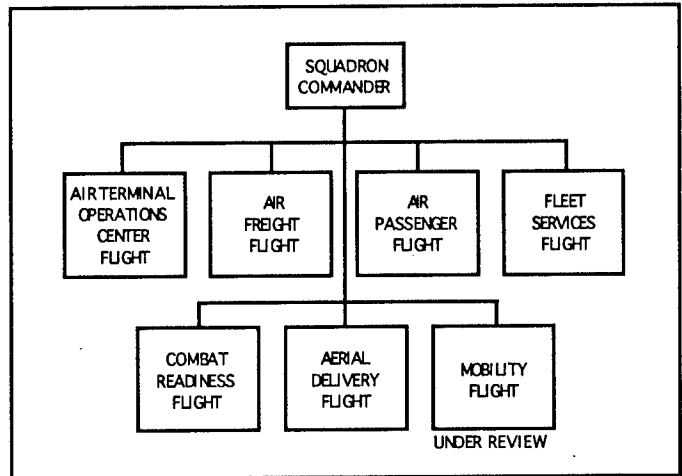 SQUADRON
COMMANDER
AIR TERMINAL
OPERATIONS
CENTER
FLIGHT
AIR
FREIGHT
FLIGHT
AIR
PASSENGER
FLIGHT
FLEET
SERVICES
FLIGHT
COMBAT
READINESS
FLIGHT
AERIAL
DELIVERY
FLIGHT
MOBILITY
FLIGHT
UNDER REVIEW